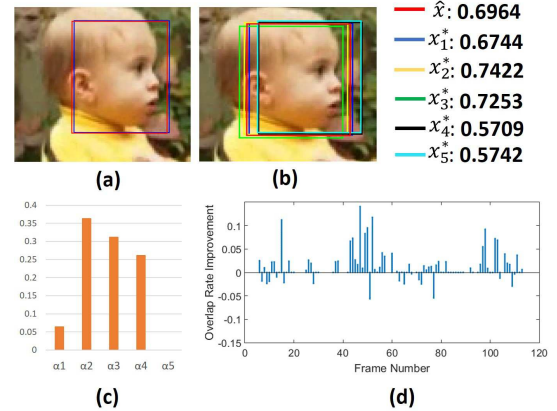 x̂: 0.6964
x₁*: 0.6744
x₂*: 0.7422
x₃*: 0.7253
x₄*: 0.5709
x₅*: 0.5742
(a)
(b)
0.4
0.35
0.3
0.25
0.2
0.15
0.1
0.05
0
α1 α2 α3 α4 α5
(c)
Overlap Rate Improvement
0.1
0.05
0
-0.05
-0.1
-0.15
0 20 40 60 80 100 120
Frame Number
(d)